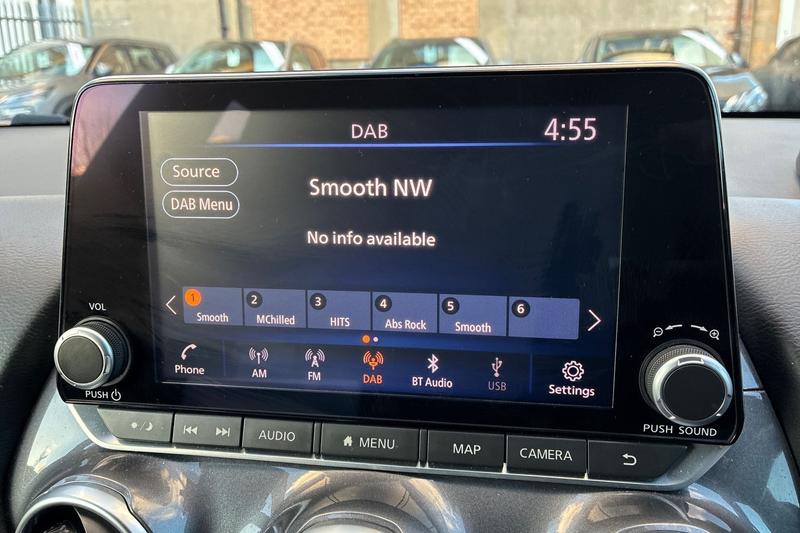 DAB 4:55
Source
Smooth NW
DAB Menu
No info available
1 2 3 4 5 6
Smooth MChilled HITS Abs Rock Smooth
VOL
Phone AM FM DAB BT Audio USB Settings
PUSH
PUSH SOUND
AUDIO MENU MAP CAMERA